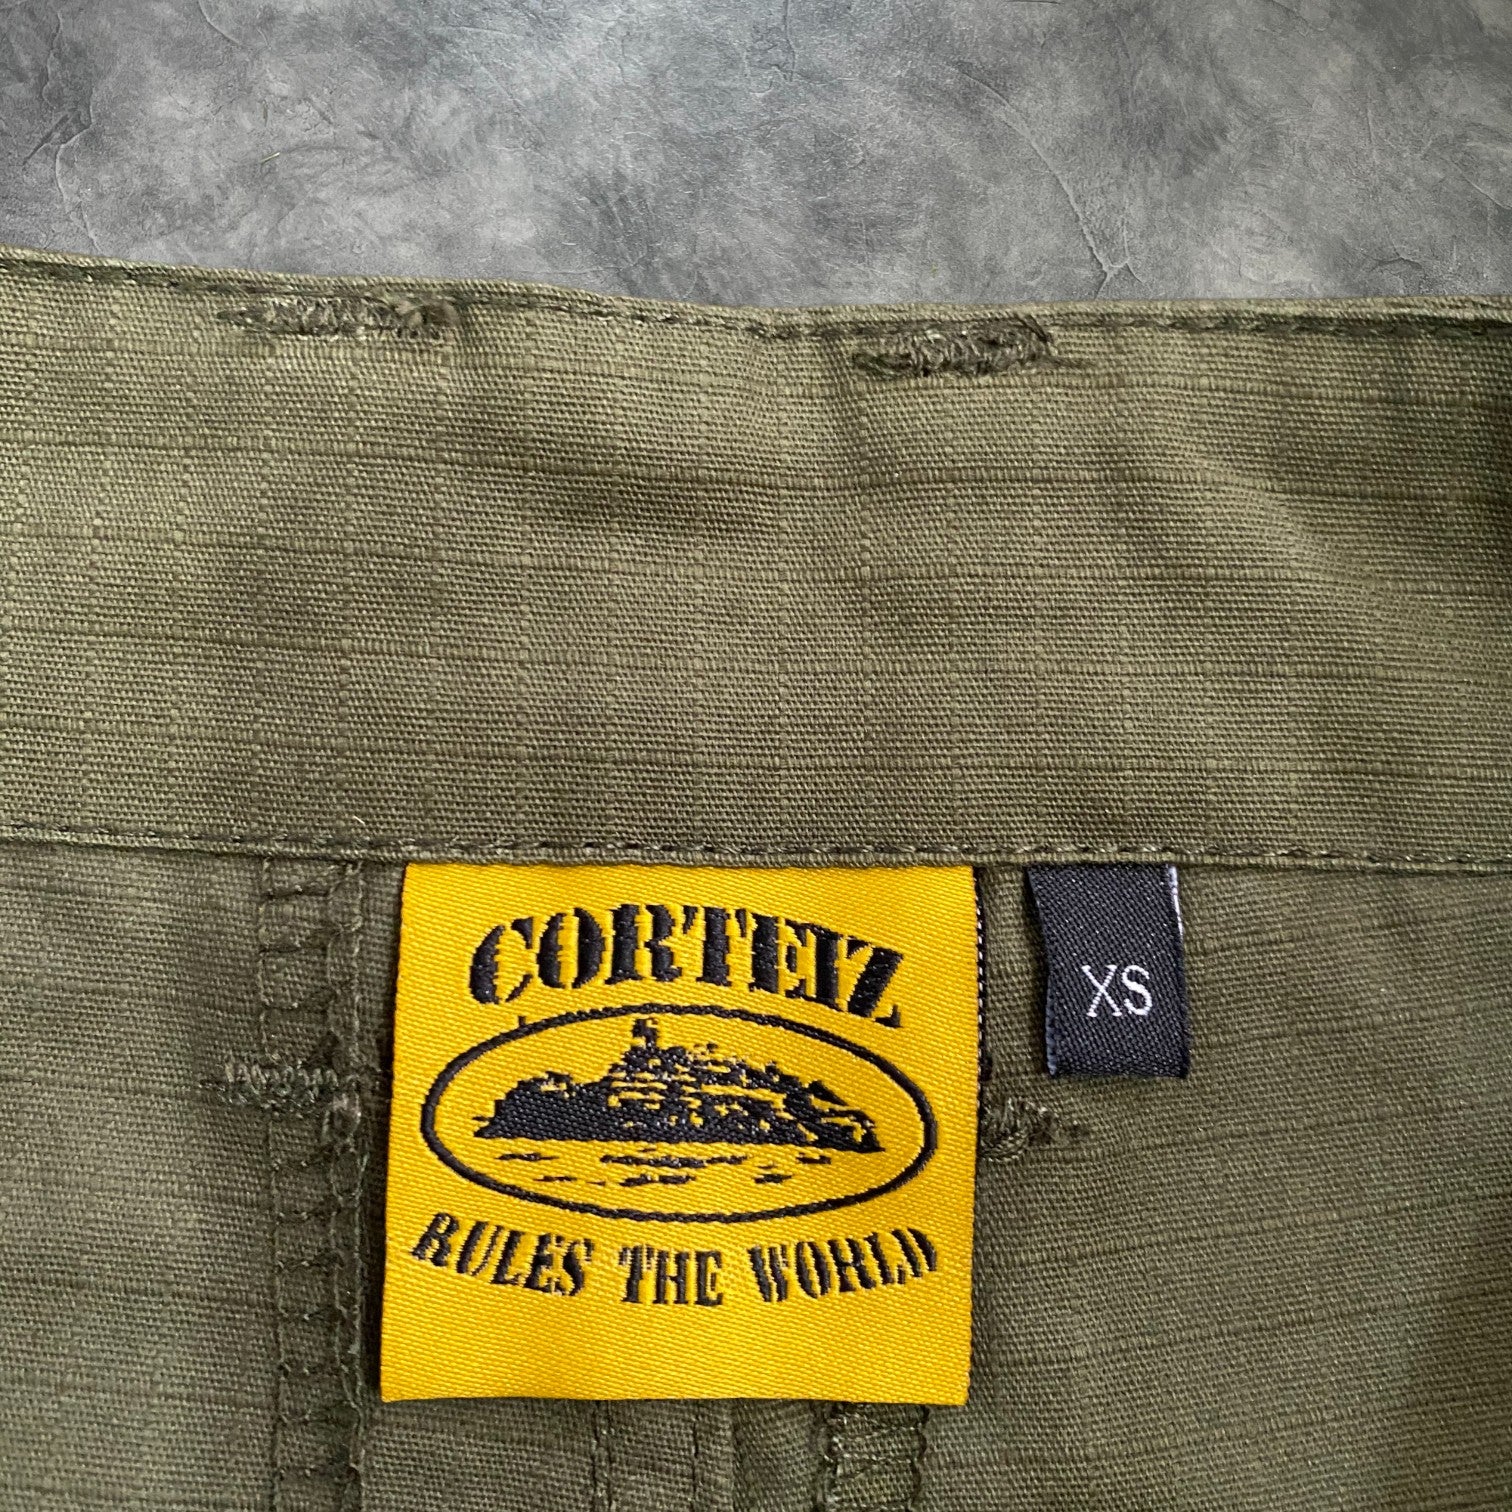 CORTEIZ
RULES THE WORLD
XS